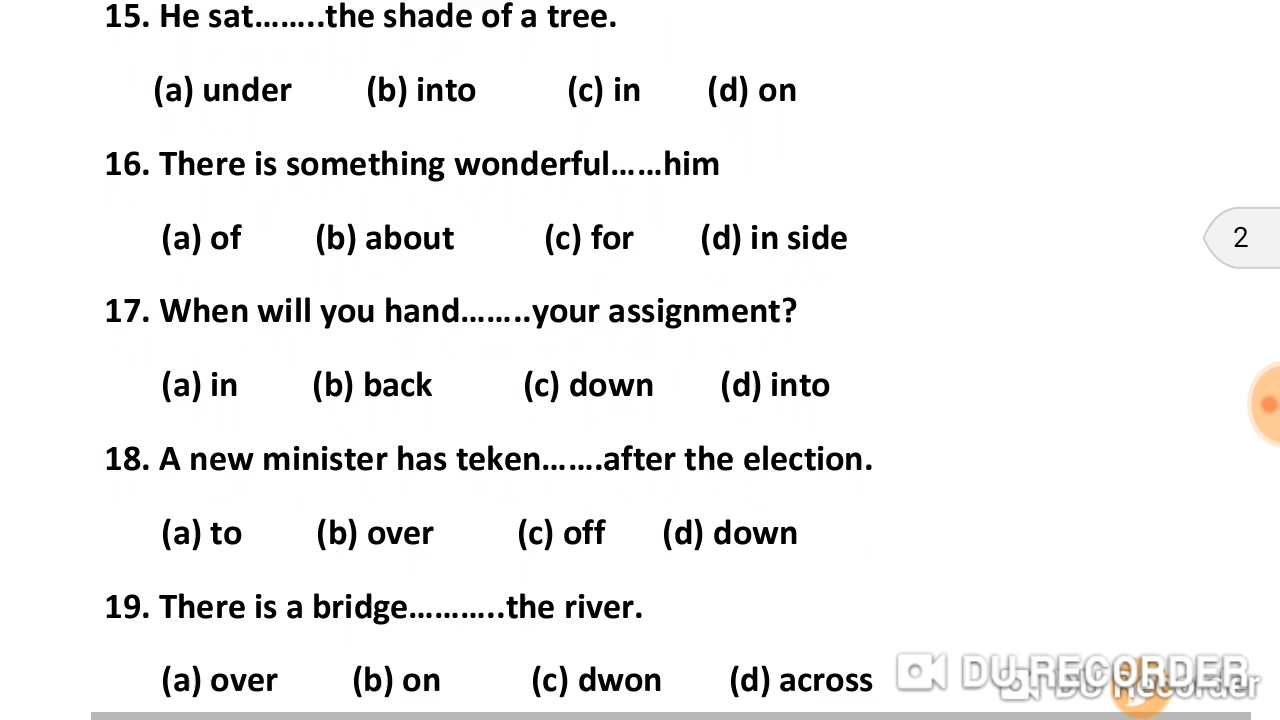 15. He sat……..the shade of a tree.
(a) under (b) into (c) in (d) on
16. There is something wonderful……him
(a) of (b) about (c) for (d) in side
2
17. When will you hand……..your assignment?
(a) in (b) back (c) down (d) into
18. A new minister has teken…….after the election.
(a) to (b) over (c) off (d) down
19. There is a bridge………..the river.
(a) over (b) on (c) dwon (d) across
DU RECORDER